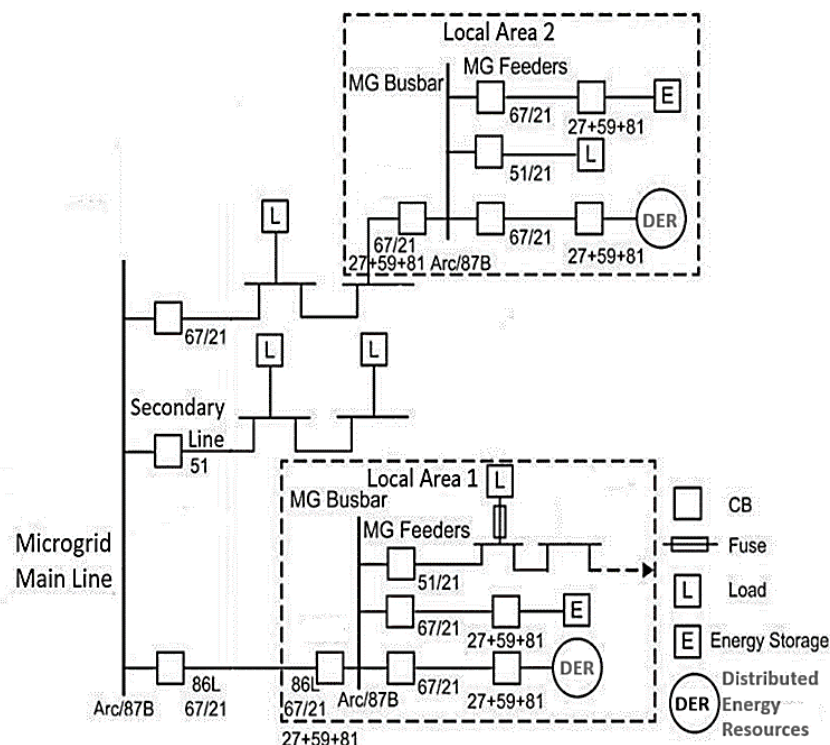 Local Area 2
MG Feeders
MG Busbar
E
67/21
27+59+81
L
51/21
DER
67/21
27+59+81
67/21
27+59+81
Arc/87B
L
67/21
L
L
Secondary
Line
51
Local Area 1
L
MG Busbar
MG Feeders
51/21
E
67/21
27+59+81
DER
67/21
27+59+81
Microgrid
Main Line
Arc/87B
86L
67/21
86L
67/21
27+59+81
Arc/87B
CB
Fuse
L
Load
E
Energy Storage
DER
Distributed
Energy
Resources